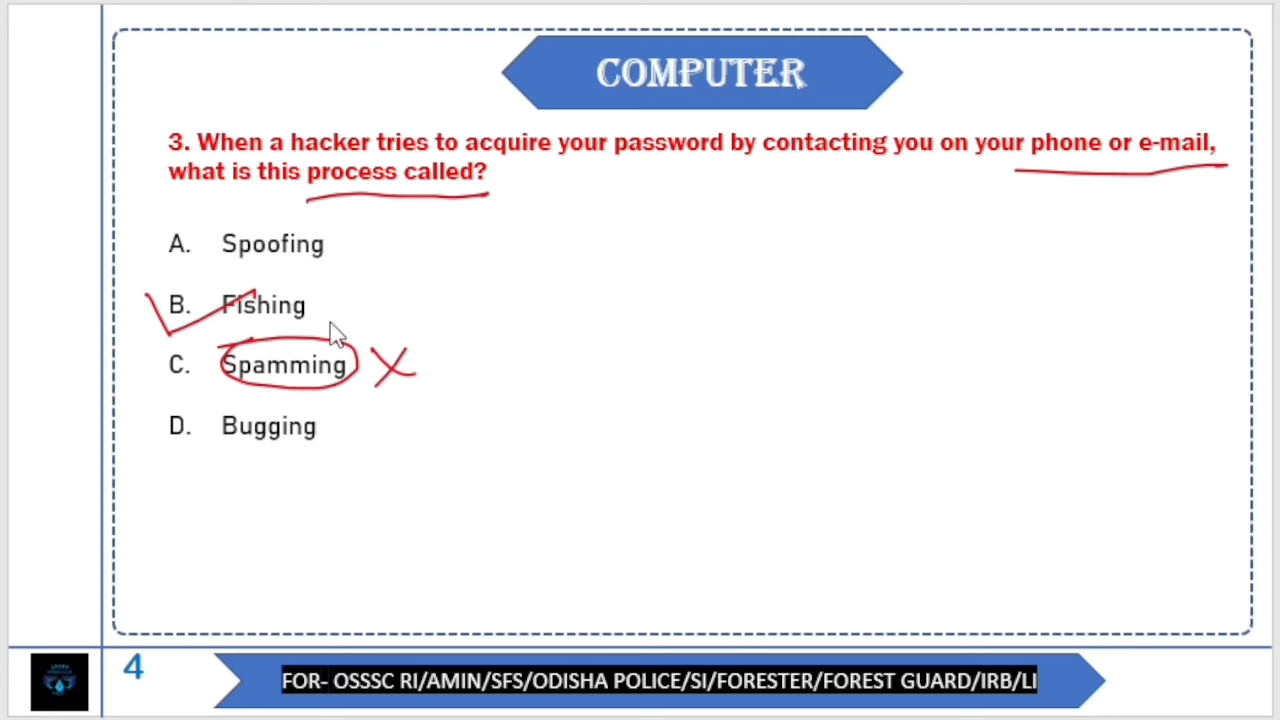 COMPUTER
3. When a hacker tries to acquire your password by contacting you on your phone or e-mail,
what is this process called?
A. Spoofing
B. Fishing
C. Spamming
D. Bugging
4
FOR- OSSSC RI/AMIN/SFS/ODISHA POLICE/SI/FORESTER/FOREST GUARD/IRB/LI